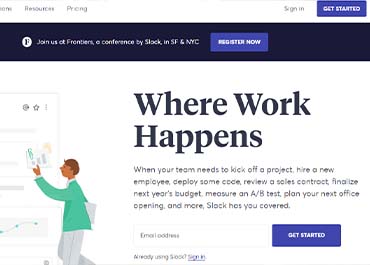 Resources Pricing Sign in GET STARTED
Join us at Frontiers, a conference by Slack, in SF & NYC REGISTER NOW
Where Work
Happens
When your team needs to kick off a project, hire a new
employee, deploy some code, review a sales contract, finalize
next year's budget, measure an A/B test, plan your next office
opening, and more, Slack has you covered.
Email address GET STARTED
Already using Slack? Sign in.